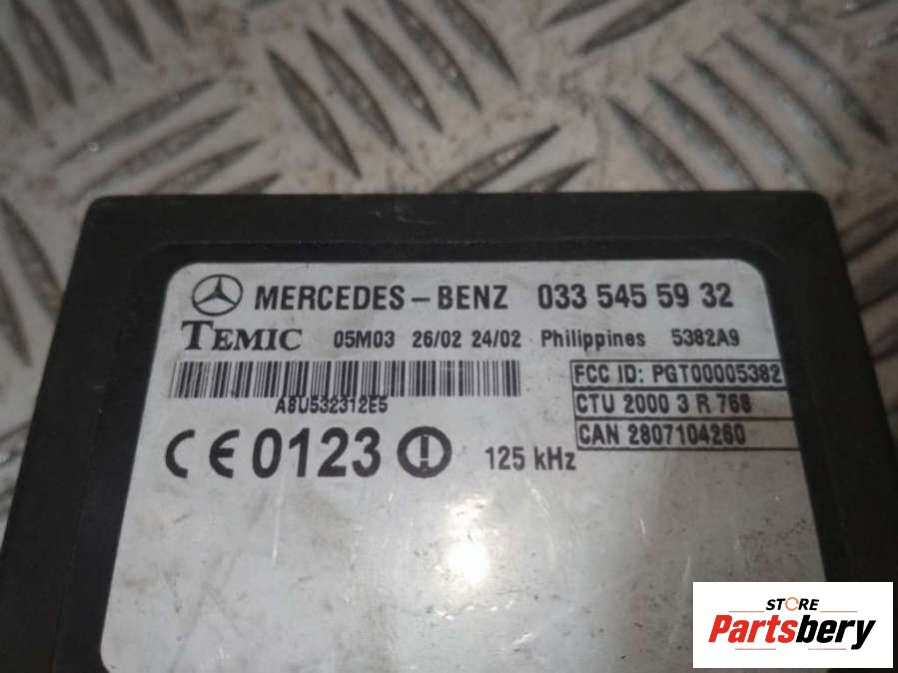 MERCEDES-BENZ 033 545 59 32
TEMIC 05M03 26/02 24/02 Philippines 5382A9
FCC ID: PGT00005382
A8U532312E5
CTU 2000 3 R 768
CAN 2807104260
CE 0123 125 kHz
STORE
Partsbery